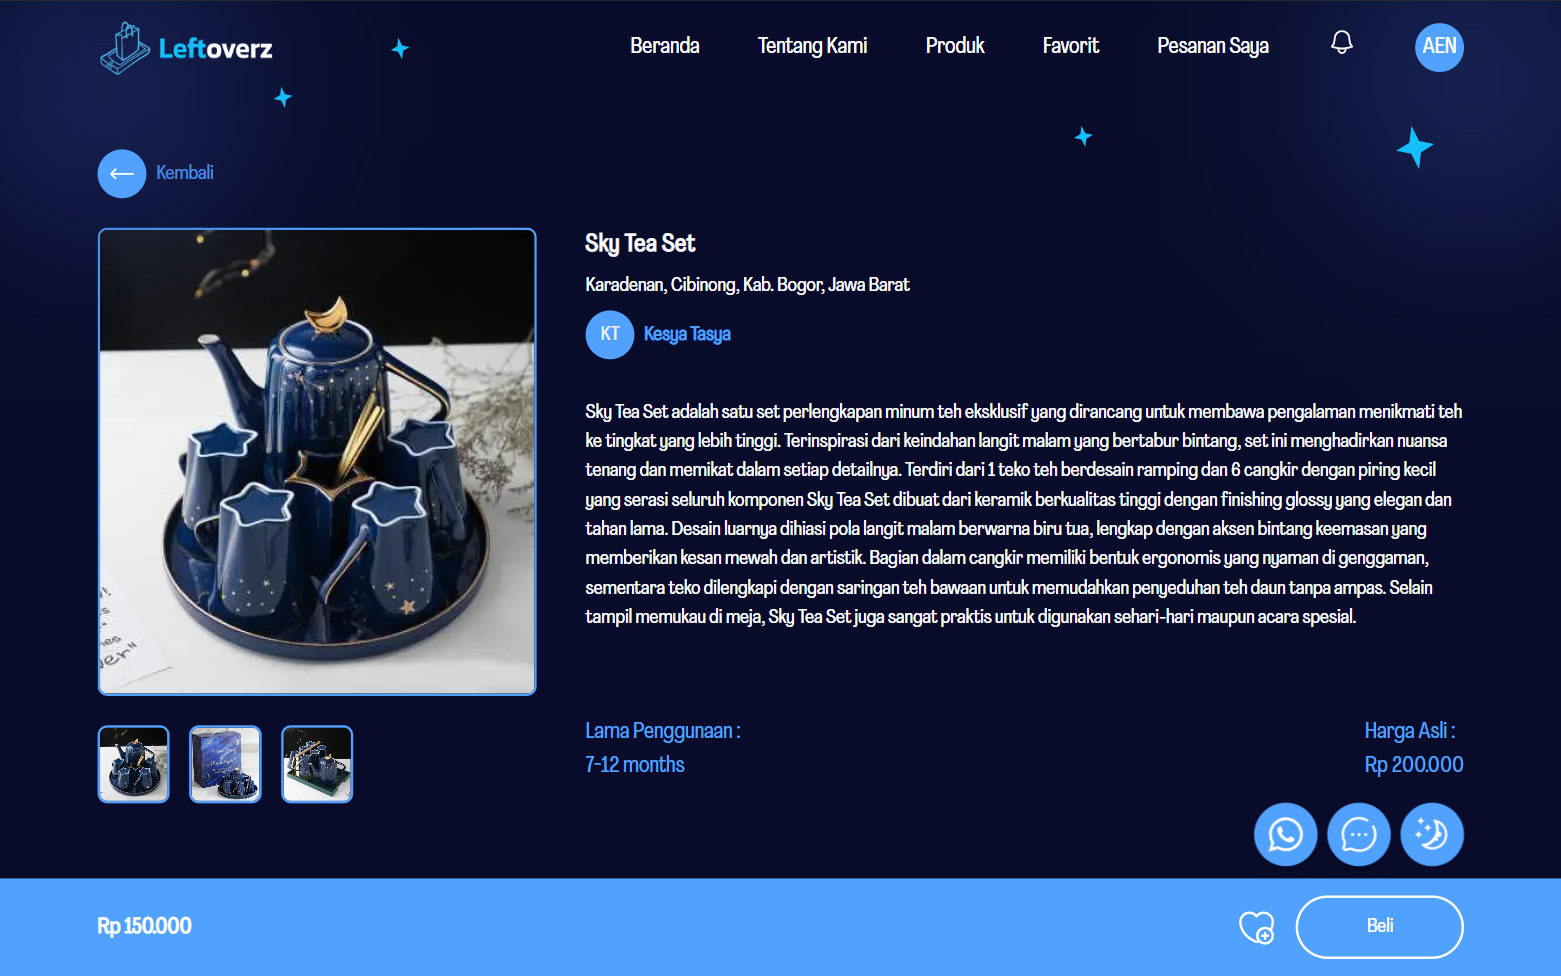 Leftoverz
Beranda
Tentang Kami
Produk
Favorit
Pesanan Saya
AEN
Kembali
Sky Tea Set
Karadenan, Cibinong, Kab. Bogor, Jawa Barat
KT
Kesya Tasya
Sky Tea Set adalah satu set perlengkapan minum teh eksklusif yang dirancang untuk membawa pengalaman menikmati teh
ke tingkat yang lebih tinggi. Terinspirasi dari keindahan langit malam yang bertabur bintang, set ini menghadirkan nuansa
tenang dan memikat dalam setiap detailnya. Terdiri dari 1 teko teh berdesain ramping dan 6 cangkir dengan piring kecil
yang serasi seluruh komponen Sky Tea Set dibuat dari keramik berkualitas tinggi dengan finishing glossy yang elegan dan
tahan lama. Desain luarnya dihiasi pola langit malam berwarna biru tua, lengkap dengan aksen bintang keemasan yang
memberikan kesan mewah dan artistik. Bagian dalam cangkir memiliki bentuk ergonomis yang nyaman di genggaman,
sementara teko dilengkapi dengan saringan teh bawaan untuk memudahkan penyeduhan teh daun tanpa ampas. Selain
tampil memukau di meja, Sky Tea Set juga sangat praktis untuk digunakan sehari-hari maupun acara spesial.
Lama Penggunaan :
7-12 months
Harga Asli :
Rp 200.000
Rp 150.000
Beli